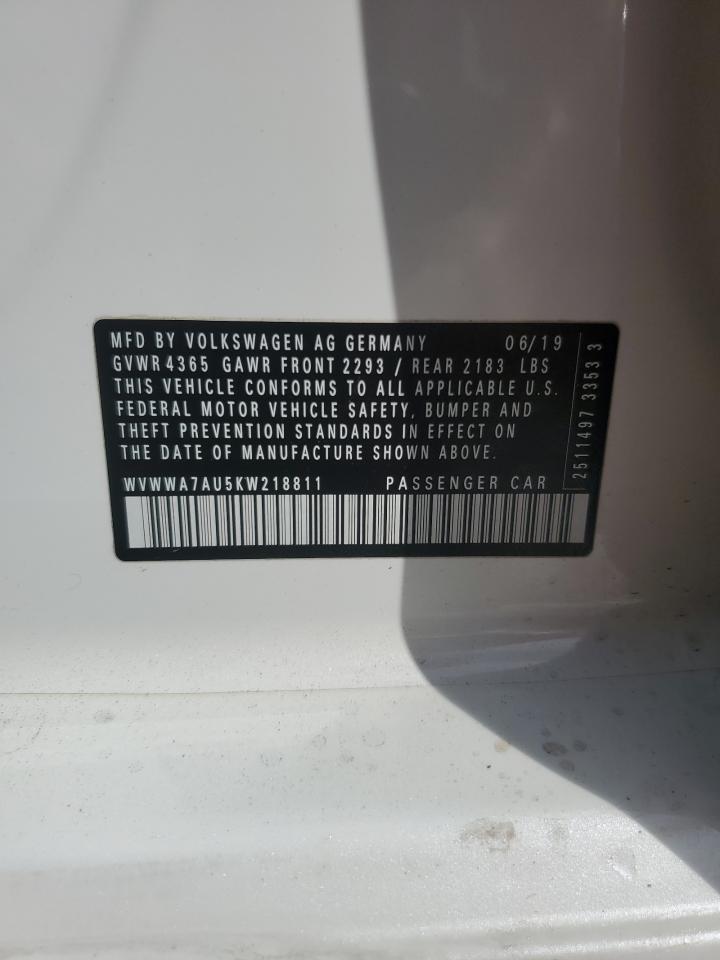 MFD BY VOLKSWAGEN AG GERMANY 06/19
GVWR 4365 GAWR FRONT 2293 / REAR 2183 LBS
THIS VEHICLE CONFORMS TO ALL APPLICABLE U.S.
FEDERAL MOTOR VEHICLE SAFETY, BUMPER AND
THEFT PREVENTION STANDARDS IN EFFECT ON
THE DATE OF MANUFACTURE SHOWN ABOVE.
WVWWA7AU5KW218811 PASSENGER CAR
2511497 33533